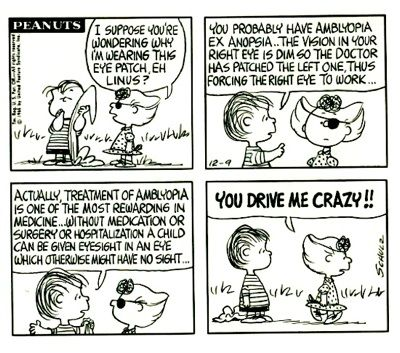 PEANUTS
I SUPPOSE YOU'RE
WONDERING WHY
I'M WEARING THIS
EYE PATCH, EH
LINUS?
YOU PROBABLY HAVE AMBLYOPIA
EX ANOPSIA..THE VISION IN YOUR
RIGHT EYE IS DIM SO THE DOCTOR
HAS PATCHED THE LEFT ONE, THUS
FORCING THE RIGHT EYE TO WORK...
12-9
ACTUALLY, TREATMENT OF AMBLYOPIA
IS ONE OF THE MOST REWARDING IN
MEDICINE...WITHOUT MEDICATION OR
SURGERY OR HOSPITALIZATION A CHILD
CAN BE GIVEN EYESIGHT IN AN EYE
WHICH OTHERWISE MIGHT HAVE NO SIGHT...
YOU DRIVE ME CRAZY!!
SCHULZ